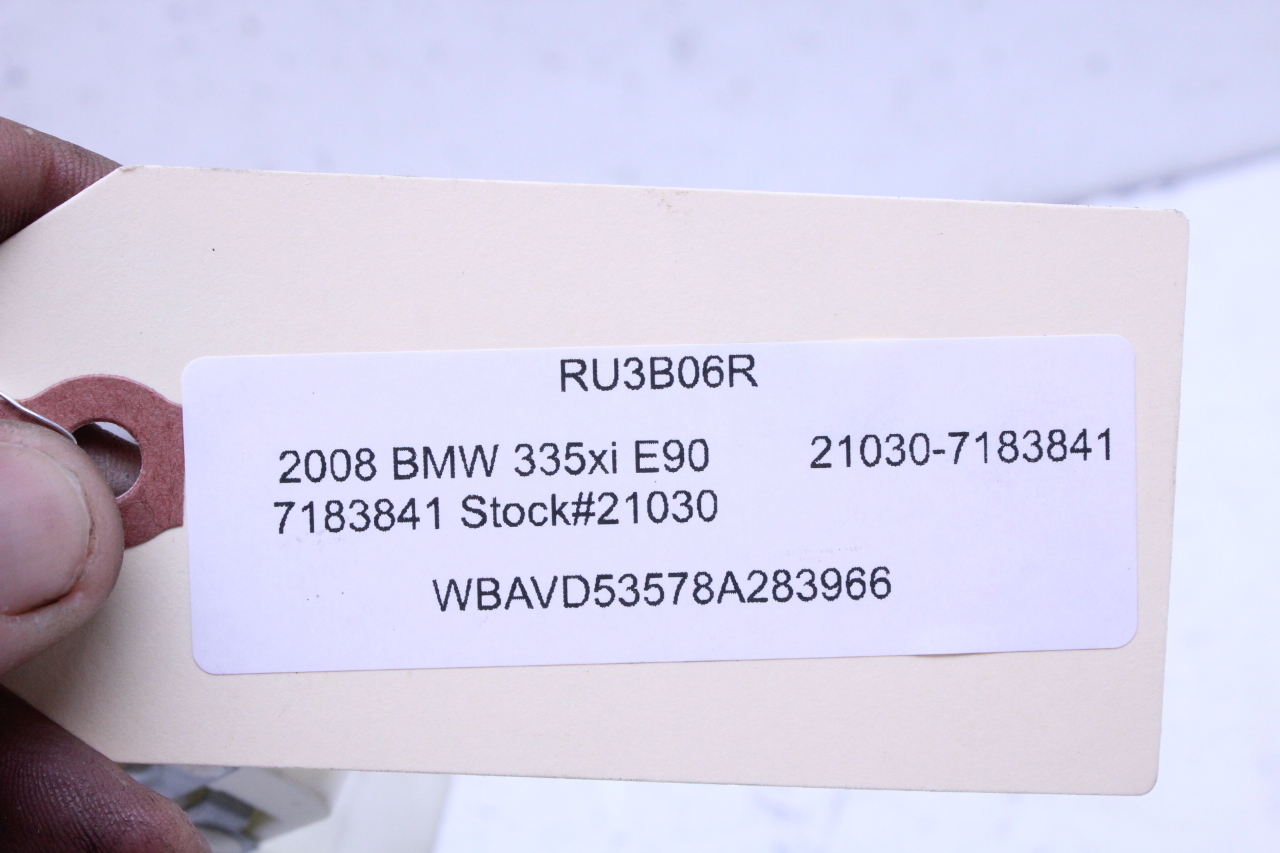 RU3B06R
2008 BMW 335xi E90 21030-7183841
7183841 Stock#21030
WBAVD53578A283966